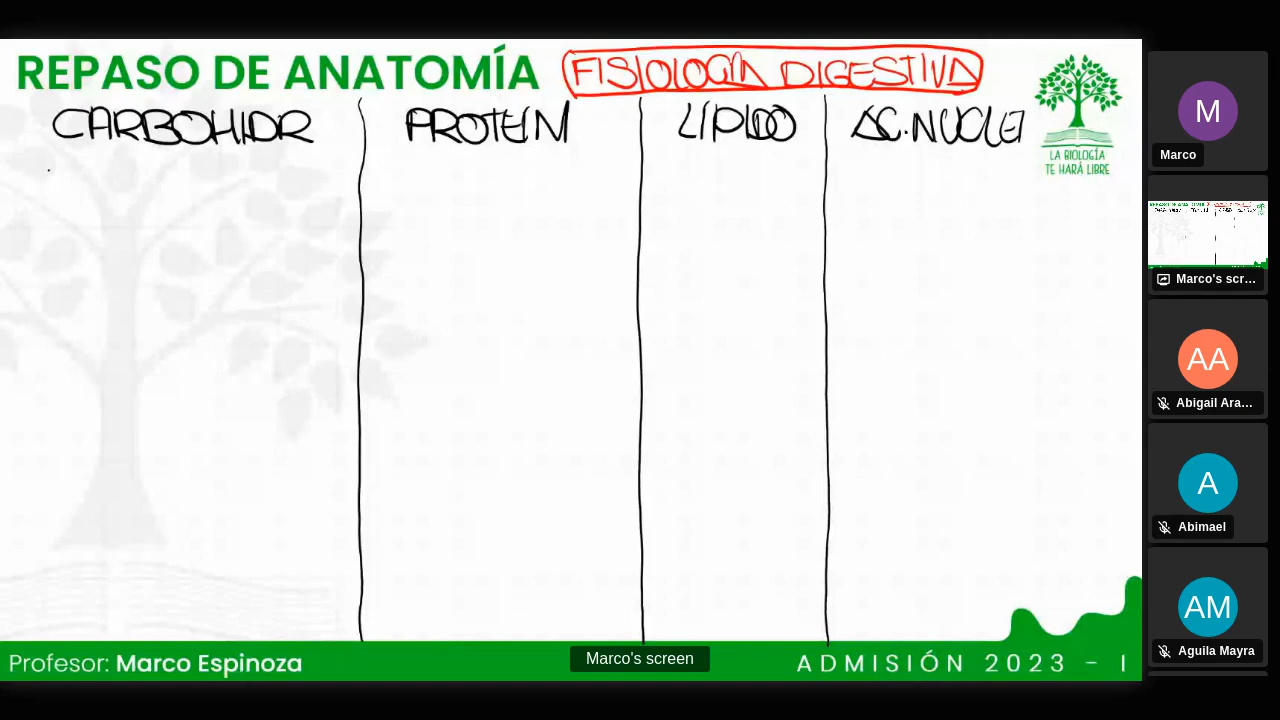 REPASO DE ANATOMÍA
FISIOLOGÍA DIGESTIVA
CARBOHIDR
PROTEÍN
LÍPIDO
AC. NUCLEI
LA BIOLOGÍA
TE HARÁ LIBRE
Profesor: Marco Espinoza
Marco's screen
ADMISIÓN 2023 - I
M
Marco
Marco's scr...
AA
Abigail Ara...
A
Abimael
AM
Aguila Mayra